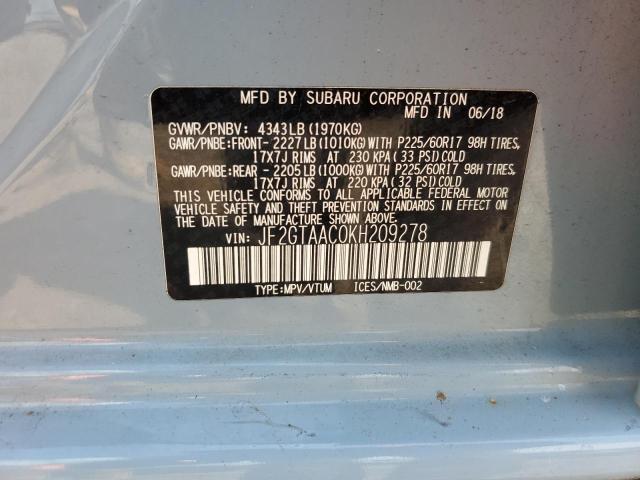 MFD BY SUBARU CORPORATION
MFD IN 06/18
GVWR/PNBV: 4343LB(1970KG)
GAWR/PNBE:FRONT- 2227LB(1010KG)WITH P225/60R17 98H TIRES,
17X7J RIMS AT 230 KPA(33 PSI)COLD
GAWR/PNBE:REAR - 2205LB(1000KG)WITH P225/60R17 98H TIRES,
17X7J RIMS AT 220 KPA(32 PSI)COLD
THIS VEHICLE CONFORMS TO ALL APPLICABLE FEDERAL MOTOR
VEHICLE SAFETY AND THEFT PREVENTION STANDARDS IN EFFECT ON
THE DATE OF MANUFACTURE SHOWN ABOVE.
VIN: JF2GTAAC0KH209278
TYPE:MPV/VTUM ICES/NMB-002